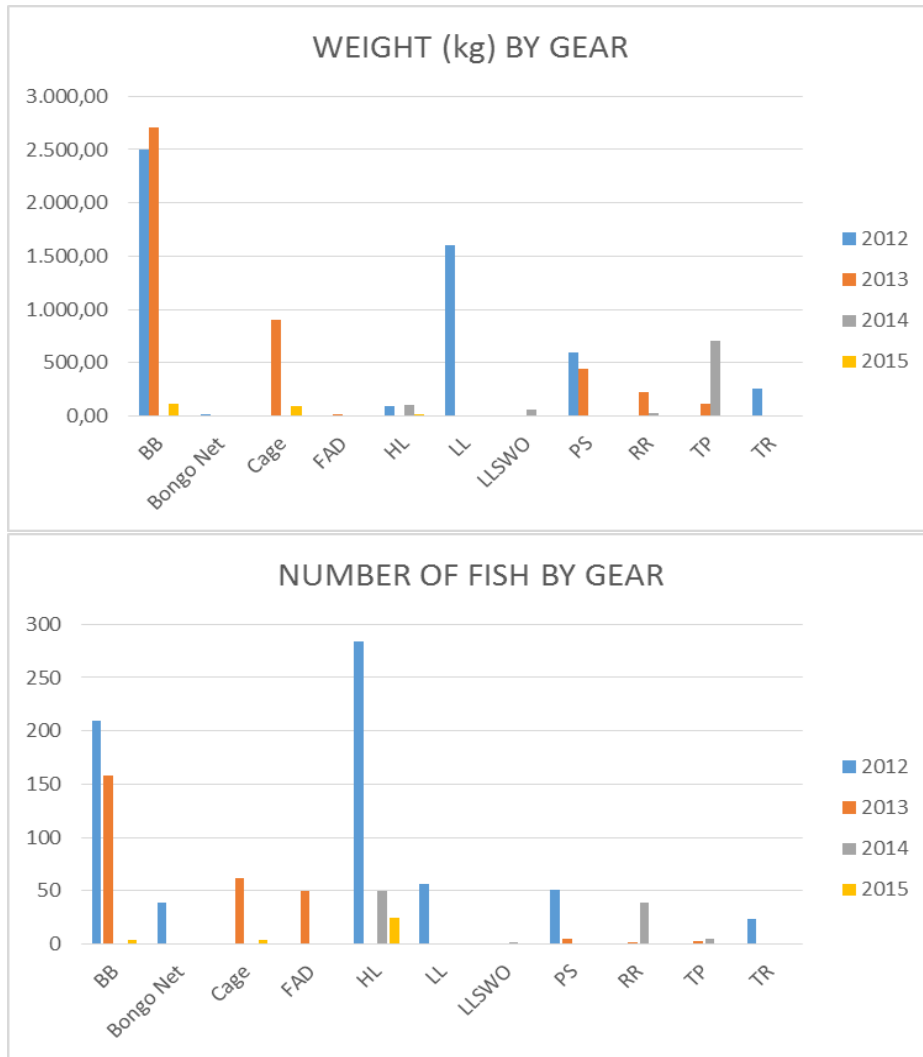 WEIGHT (kg) BY GEAR
3.000,00
2.500,00
2.000,00
1.500,00
1.000,00
500,00
0,00
BB
Bongo Net
Cage
FAD
HL
LL
LLSWO
PS
RR
TP
TR
2012
2013
2014
2015
NUMBER OF FISH BY GEAR
300
250
200
150
100
50
0
BB
Bongo Net
Cage
FAD
HL
LL
LLSWO
PS
RR
TP
TR
2012
2013
2014
2015